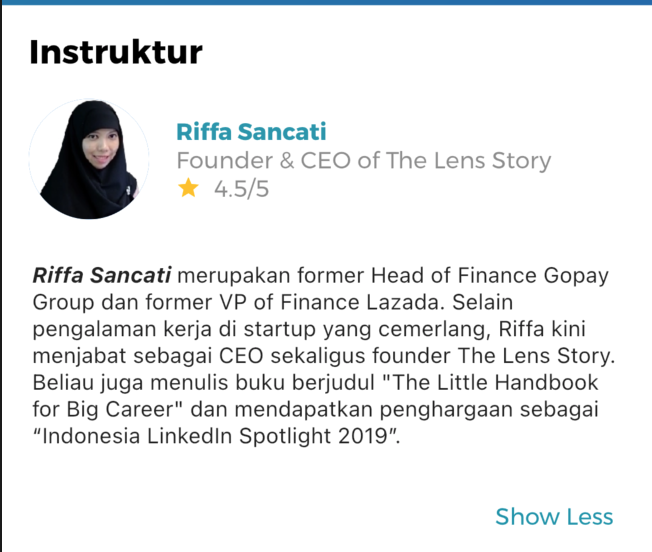 Instruktur
Riffa Sancati
Founder & CEO of The Lens Story
4.5/5
Riffa Sancati merupakan former Head of Finance Gopay
Group dan former VP of Finance Lazada. Selain
pengalaman kerja di startup yang cemerlang, Riffa kini
menjabat sebagai CEO sekaligus founder The Lens Story.
Beliau juga menulis buku berjudul "The Little Handbook
for Big Career" dan mendapatkan penghargaan sebagai
“Indonesia LinkedIn Spotlight 2019”.
Show Less